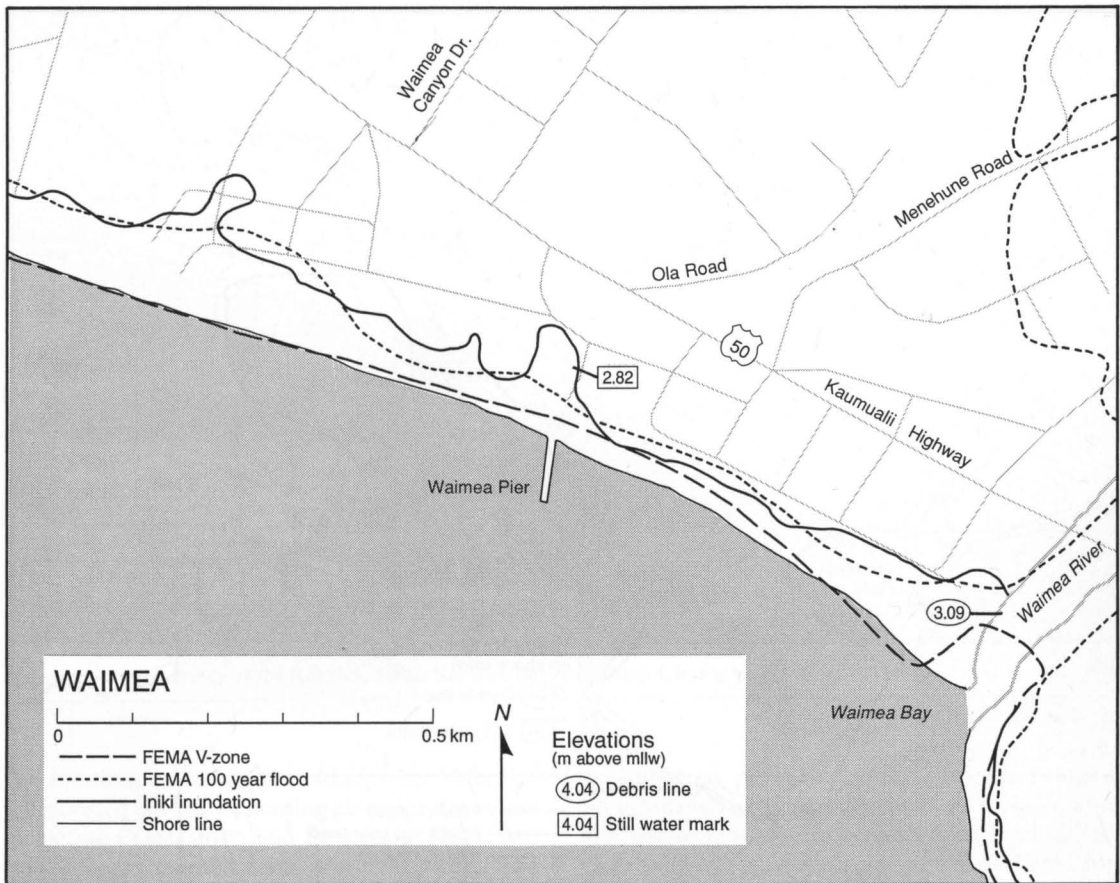 Waimea
Canyon Dr.
Menehune Road
Ola Road
50
2.82
Kaumualii
Highway
Waimea Pier
3.09
Waimea River
Waimea Bay
WAIMEA
0
0.5 km
FEMA V-zone
FEMA 100 year flood
Iniki inundation
Shore line
N
Elevations
(m above mllw)
4.04 Debris line
4.04 Still water mark